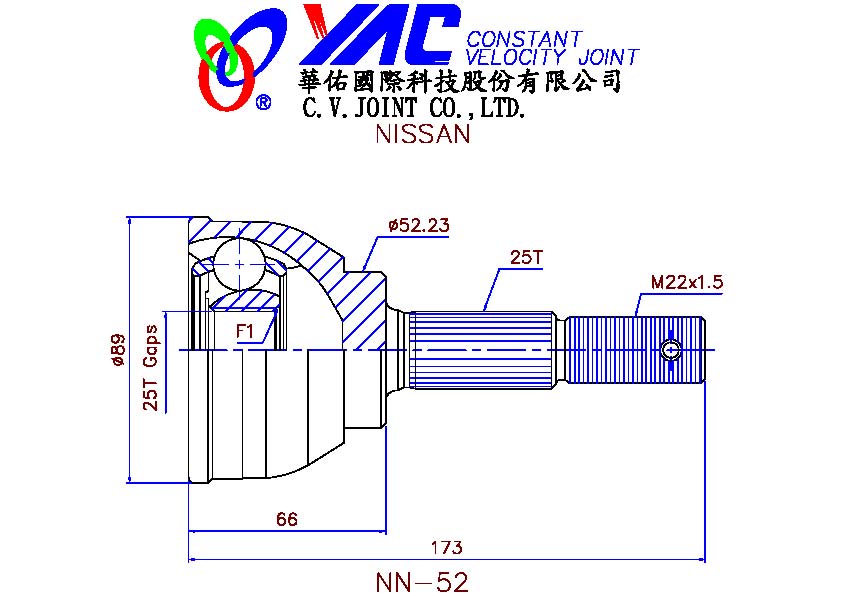 YAC CONSTANT
VELOCITY JOINT
®
華佑國際科技股份有限公司
C.V.JOINT CO.,LTD.
NISSAN
ø52.23
25T
M22x1.5
F1
ø89
25T Gaps
66
173
NN-52